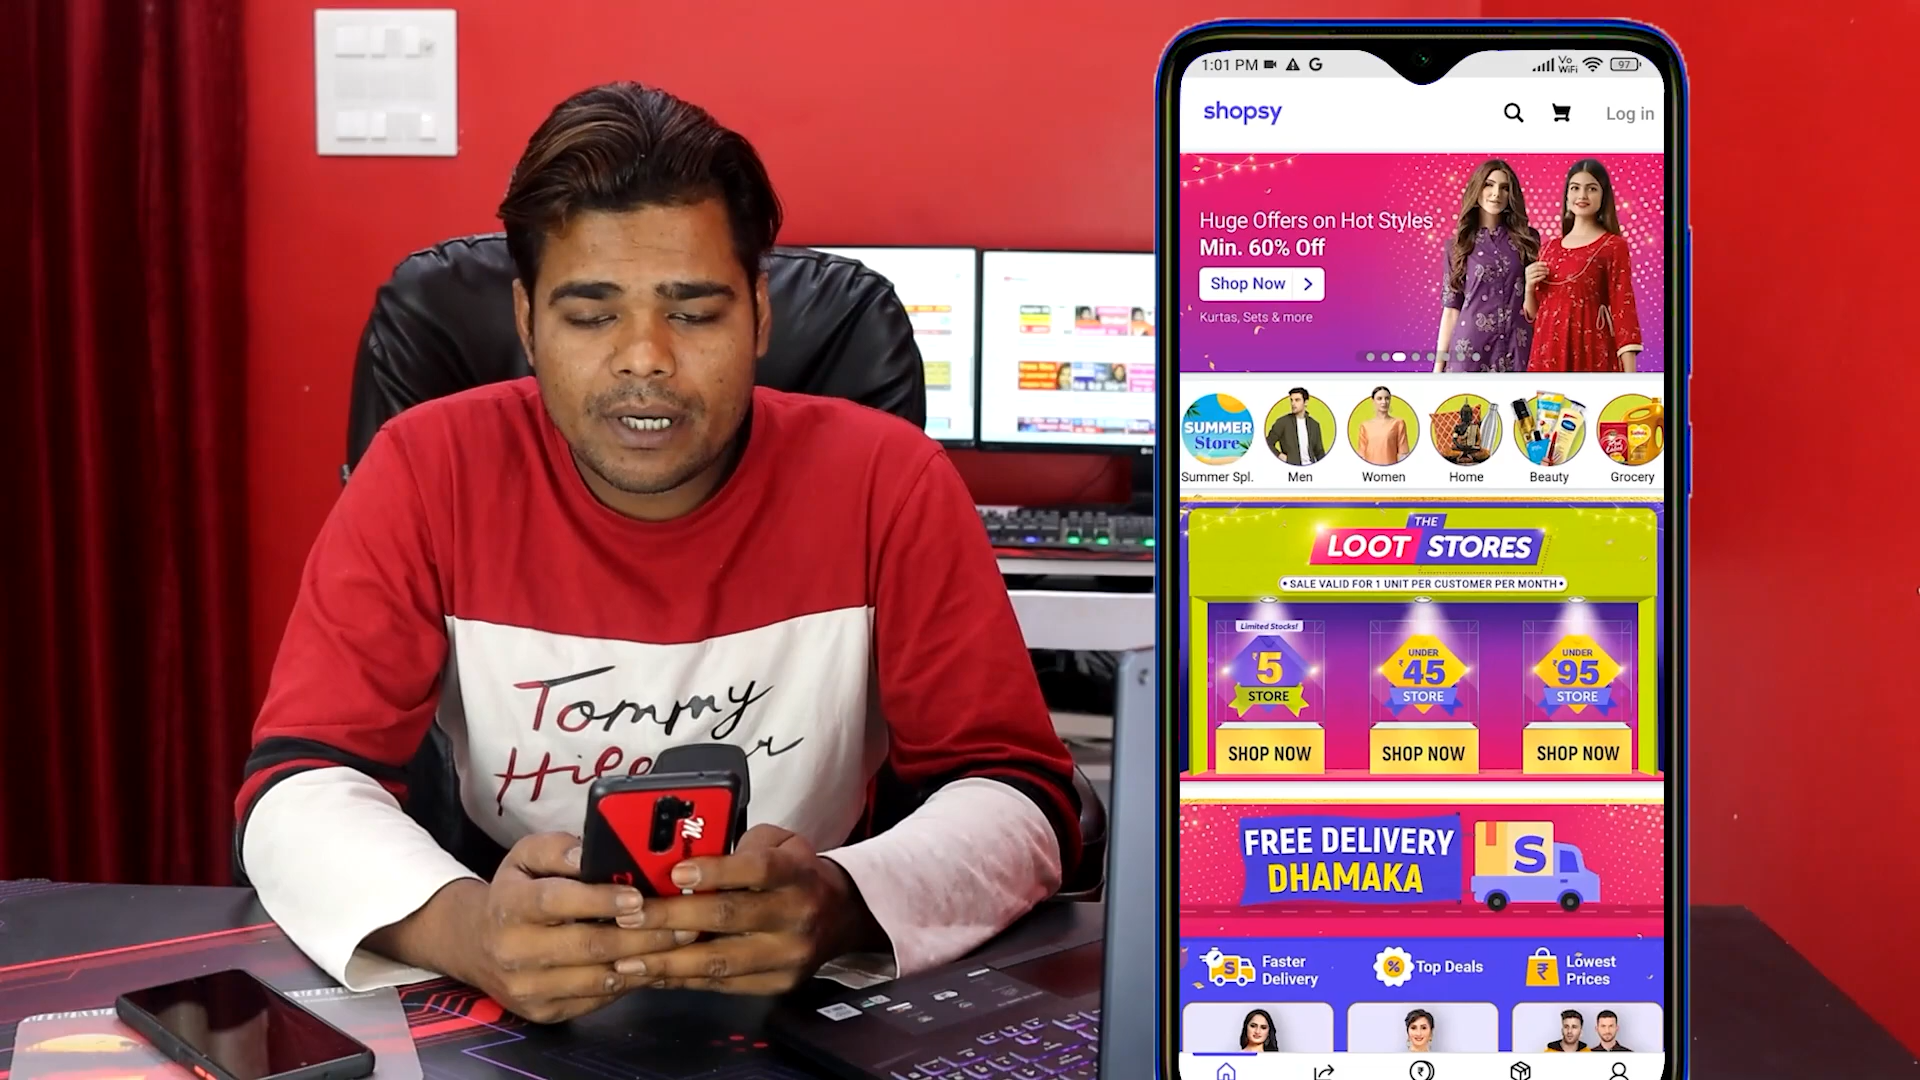 1:01 PM
G
Vo
WiFi
97
shopsy
Log in
Huge Offers on Hot Styles
Min. 60% Off
Shop Now
Kurtas, Sets & more
SUMMER
Store
Summer Spl.
Men
Women
Home
Beauty
Grocery
THE
LOOT STORES
• SALE VALID FOR 1 UNIT PER CUSTOMER PER MONTH •
Limited Stocks!
₹5
STORE
UNDER
₹45
STORE
UNDER
₹95
STORE
SHOP NOW
SHOP NOW
SHOP NOW
FREE DELIVERY
DHAMAKA
S
S
Faster
Delivery
%
Top Deals
₹
Lowest
Prices
₹
Tommy